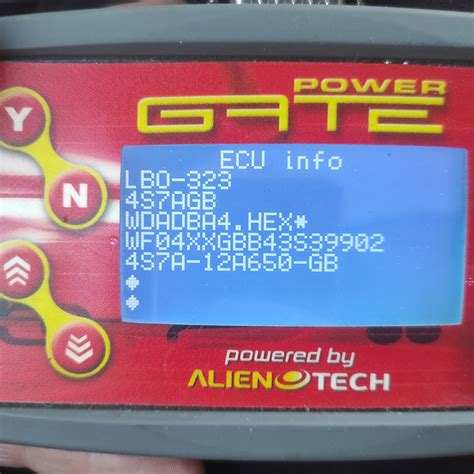 POWER
GATE
Y
N
ECU info
LBO-323
4S7AGB
WDADBA4.HEX*
WF04XXGBB43S39902
4S7A-12A650-GB
powered by
ALIENTECH